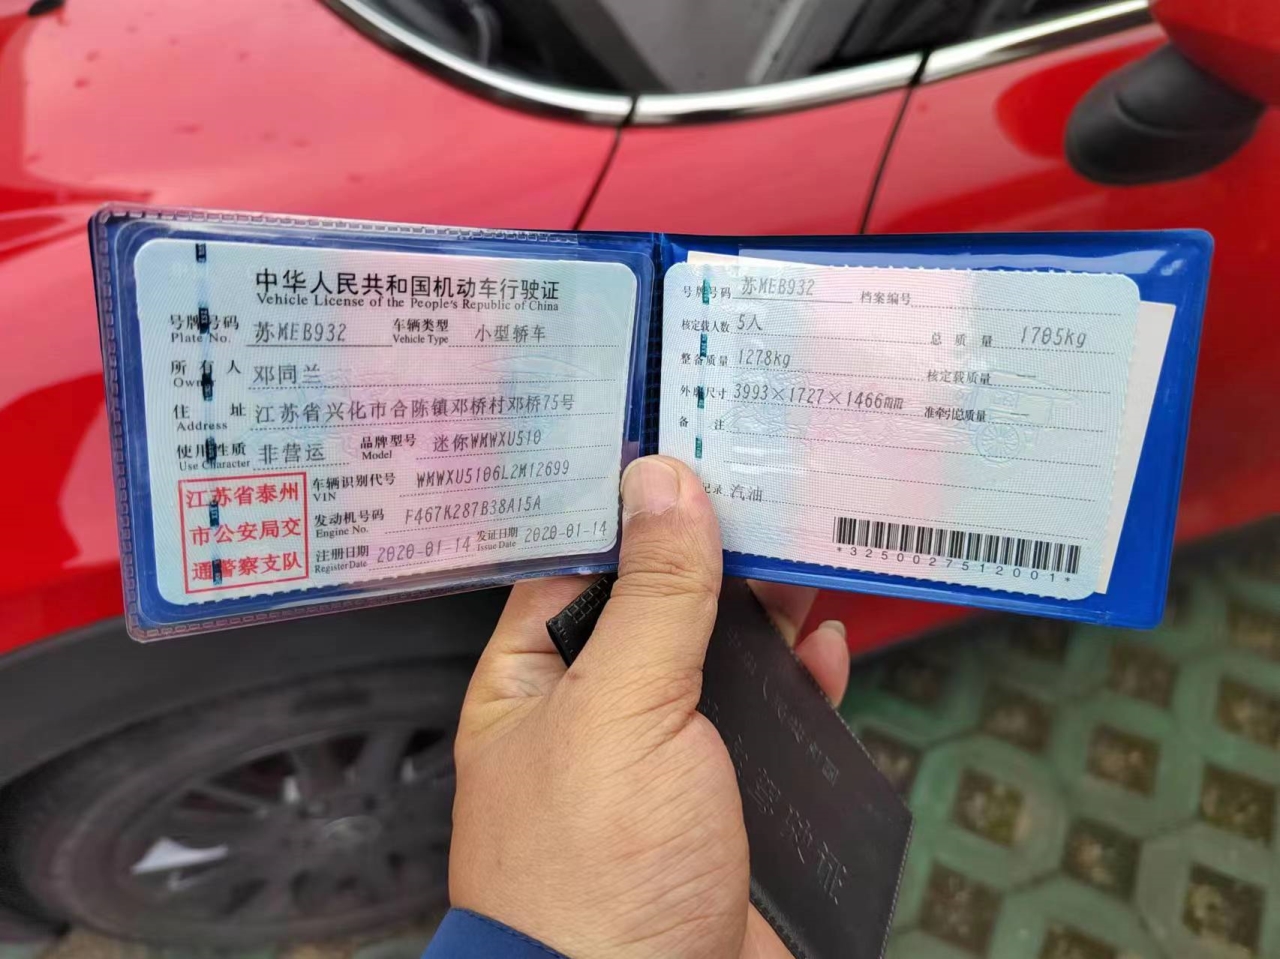 中华人民共和国机动车行驶证
Vehicle License of the People's Republic of China
号牌号码 苏MEB932 车辆类型 小型轿车
Plate No. Vehicle Type
所有人 邓同兰
Owner
住址 江苏省兴化市合陈镇邓桥村邓桥75号
Address
使用性质 非营运 品牌型号 迷你WMWXU510
Use Character Model
江苏省泰州
市公安局交
通警察支队
车辆识别代号 WMWXU5106L2M12699
VIN
发动机号码 F467K287B38A15A
Engine No.
注册日期 2020-01-14 发证日期 2020-01-14
Register Date Issue Date
号牌号码 苏MEB932 档案编号
核定载人数 5人 总质量 1705kg
整备质量 1278kg 核定载质量 —
外廓尺寸 3993×1727×1466mm 准牵引总质量 —
备注
记录 汽油
*3250027512001*
驾驶证